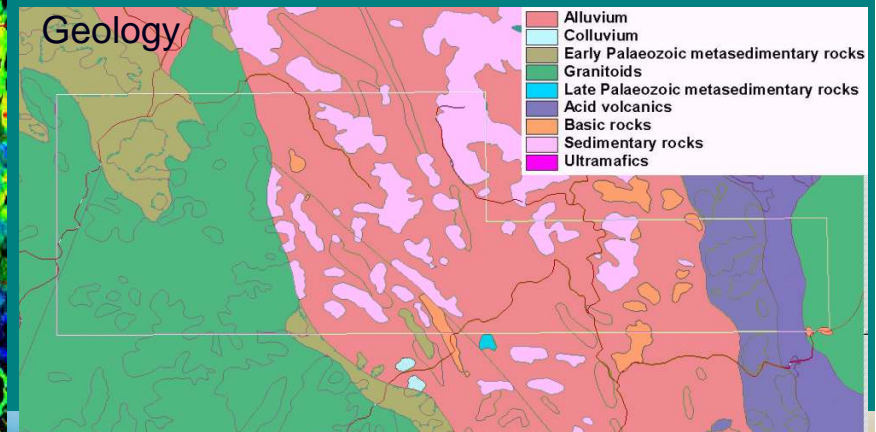 Geology
Alluvium
Colluvium
Early Palaeozoic metasedimentary rocks
Granitoids
Late Palaeozoic metasedimentary rocks
Acid volcanics
Basic rocks
Sedimentary rocks
Ultramafics